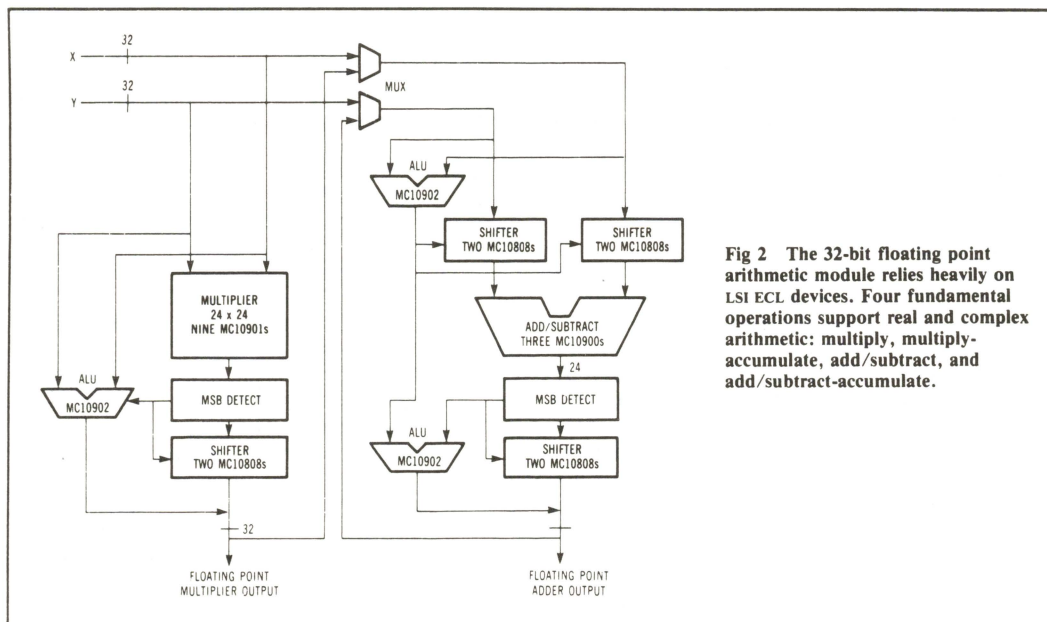 32
X
32
Y
MUX
ALU
MC10902
SHIFTER
TWO MC10808s
SHIFTER
TWO MC10808s
MULTIPLIER
24 x 24
NINE MC10901s
ADD/SUBTRACT
THREE MC10900s
24
ALU
MC10902
MSB DETECT
SHIFTER
TWO MC10808s
ALU
MC10902
MSB DETECT
SHIFTER
TWO MC10808s
32
FLOATING POINT
MULTIPLIER OUTPUT
FLOATING POINT
ADDER OUTPUT
Fig 2 The 32-bit floating point
arithmetic module relies heavily on
LSI ECL devices. Four fundamental
operations support real and complex
arithmetic: multiply, multiply-
accumulate, add/subtract, and
add/subtract-accumulate.